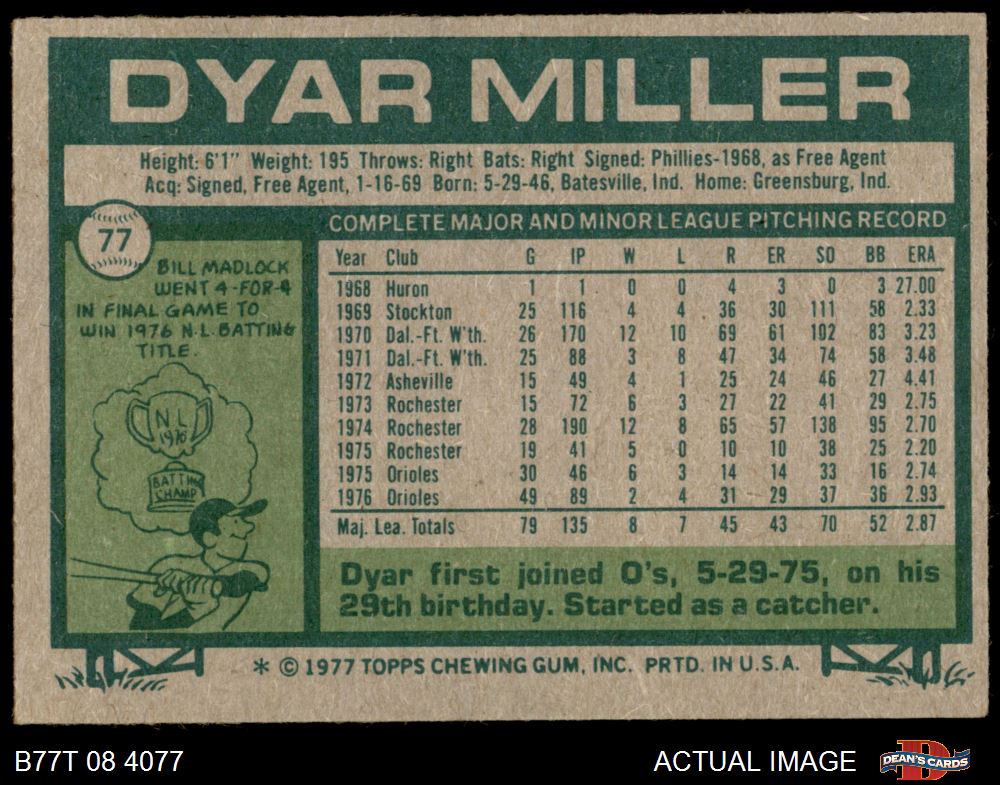 DYAR MILLER
Height: 6'1" Weight: 195 Throws: Right Bats: Right Signed: Phillies-1968, as Free Agent
Acq: Signed, Free Agent, 1-16-69 Born: 5-29-46, Batesville, Ind. Home: Greensburg, Ind.
77
BILL MADLOCK
WENT 4-FOR-4
IN FINAL GAME TO
WIN 1976 N.L. BATTING
TITLE.
NL
1976
BATTING
CHAMP
COMPLETE MAJOR AND MINOR LEAGUE PITCHING RECORD
Year Club G IP W L R ER SO BB ERA
1968 Huron 1 1 0 0 4 3 0 3 27.00
1969 Stockton 25 116 4 4 36 30 111 58 2.33
1970 Dal.-Ft. W'th. 26 170 12 10 69 61 102 83 3.23
1971 Dal.-Ft. W'th. 25 88 3 8 47 34 74 58 3.48
1972 Asheville 15 49 4 1 25 24 46 27 4.41
1973 Rochester 15 72 6 3 27 22 41 29 2.75
1974 Rochester 28 190 12 8 65 57 138 95 2.70
1975 Rochester 19 41 5 0 10 10 38 25 2.20
1975 Orioles 30 46 6 3 14 14 33 16 2.74
1976 Orioles 49 89 2 4 31 29 37 36 2.93
Maj. Lea. Totals 79 135 8 7 45 43 70 52 2.87
Dyar first joined O's, 5-29-75, on his
29th birthday. Started as a catcher.
* © 1977 TOPPS CHEWING GUM, INC. PRTD. IN U.S.A.
B77T 08 4077
ACTUAL IMAGE
D
DEAN'S CARDS